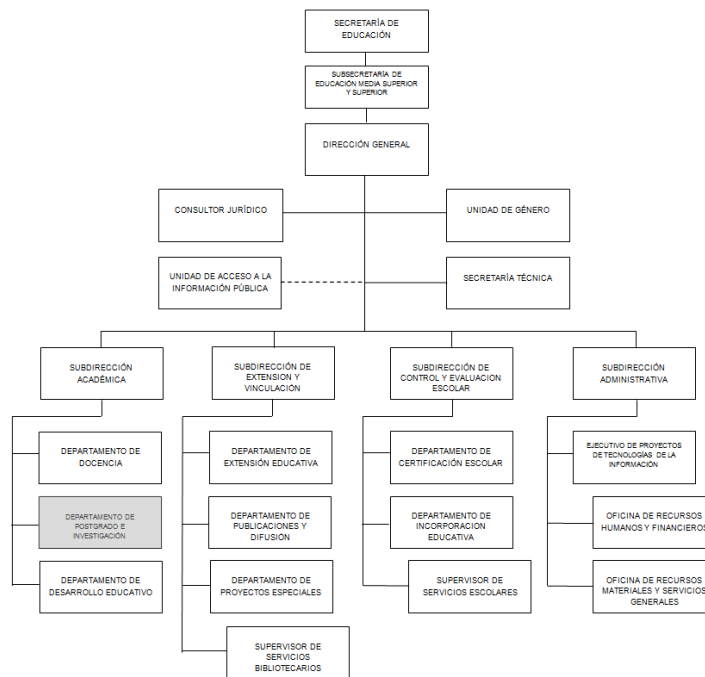 SECRETARÍA DE
EDUCACIÓN
SUBSECRETARÍA DE
EDUCACIÓN MEDIA SUPERIOR
Y SUPERIOR
DIRECCIÓN GENERAL
CONSULTOR JURÍDICO
UNIDAD DE GÉNERO
UNIDAD DE ACCESO A LA
INFORMACIÓN PÚBLICA
SECRETARÍA TÉCNICA
SUBDIRECCIÓN
ACADÉMICA
SUBDIRECCIÓN DE
EXTENSION Y
VINCULACIÓN
SUBDIRECCIÓN DE
CONTROL Y EVALUACION
ESCOLAR
SUBDIRECCIÓN
ADMINISTRATIVA
DEPARTAMENTO DE
DOCENCIA
DEPARTAMENTO DE
POSTGRADO E
INVESTIGACIÓN
DEPARTAMENTO DE
DESARROLLO EDUCATIVO
DEPARTAMENTO DE
EXTENSIÓN EDUCATIVA
DEPARTAMENTO DE
PUBLICACIONES Y
DIFUSIÓN
DEPARTAMENTO DE
PROYECTOS ESPECIALES
SUPERVISOR DE
SERVICIOS
BIBLIOTECARIOS
DEPARTAMENTO DE
CERTIFICACIÓN ESCOLAR
DEPARTAMENTO DE
INCORPORACION
EDUCATIVA
SUPERVISOR DE
SERVICIOS ESCOLARES
EJECUTIVO DE PROYECTOS
DE TECNOLOGÍAS DE LA
INFORMACIÓN
OFICINA DE RECURSOS
HUMANOS Y FINANCIEROS
OFICINA DE RECURSOS
MATERIALES Y SERVICIOS
GENERALES